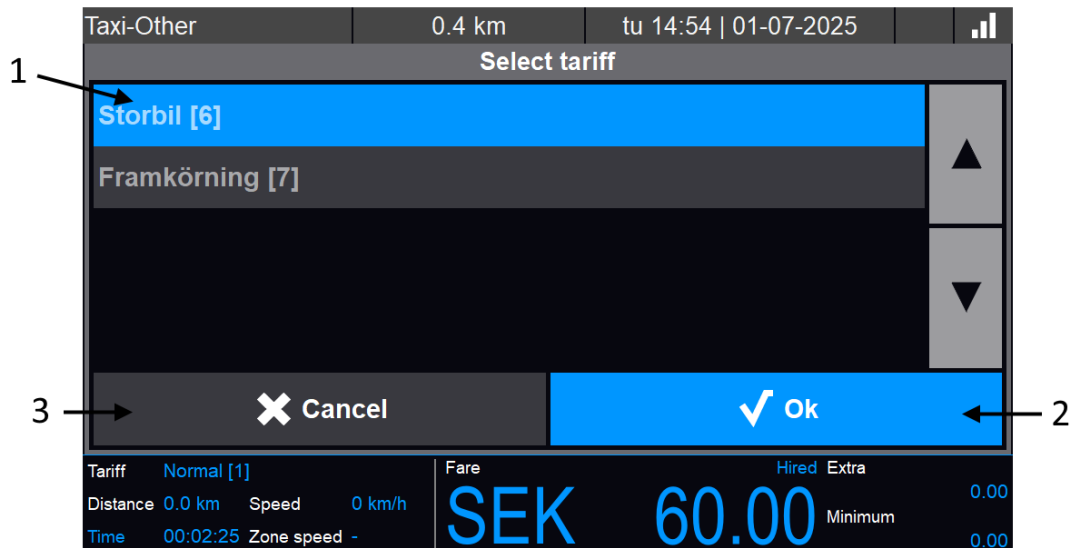 Taxi-Other 0.4 km tu 14:54 | 01-07-2025
Select tariff
1
Storbil [6]
Framkörning [7]
3
Cancel
Ok
2
Tariff Normal [1]
Distance 0.0 km Speed 0 km/h
Time 00:02:25 Zone speed -
Fare Hired Extra
SEK 60.00
0.00
Minimum
0.00